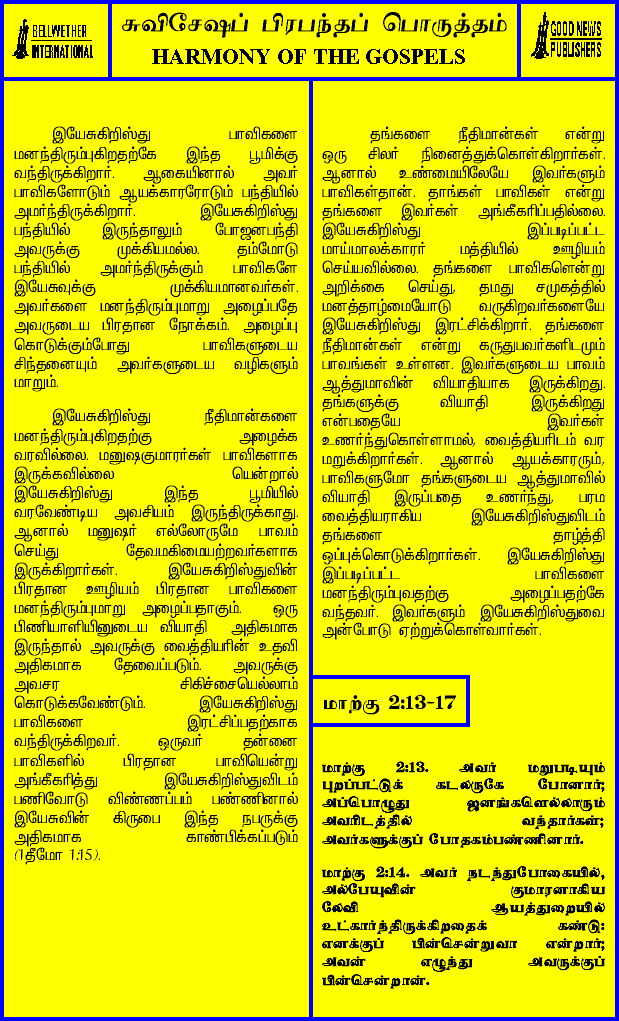 BELLWETHER
INTERNATIONAL
சுவிசேஷப் பிரபந்தப் பொருத்தம்
HARMONY OF THE GOSPELS
GOOD NEWS
PUBLISHERS
இயேசுகிறிஸ்து பாவிகளை
மனந்திரும்புகிறதற்கே இந்த பூமிக்கு
வந்திருக்கிறார். ஆகையினால் அவர்
பாவிகளோடும் ஆயக்காரரோடும் பந்தியில்
அமர்ந்திருக்கிறார். இயேசுகிறிஸ்து
பந்தியில் இருந்தாலும் போஜனபந்தி
அவருக்கு முக்கியமல்ல. தம்மோடு
பந்தியில் அமர்ந்திருக்கும் பாவிகளே
இயேசுவுக்கு முக்கியமானவர்கள்.
அவர்களை மனந்திரும்புமாறு அழைப்பதே
அவருடைய பிரதான நோக்கம். அழைப்பு
கொடுக்கும்போது பாவிகளுடைய
சிந்தனையும் அவர்களுடைய வழிகளும்
மாறும்.
இயேசுகிறிஸ்து நீதிமான்களை
மனந்திரும்புகிறதற்கு அழைக்க
வரவில்லை. மனுஷகுமாரர்கள் பாவிகளாக
இருக்கவில்லை யென்றால்
இயேசுகிறிஸ்து இந்த பூமியில்
வரவேண்டிய அவசியம் இருந்திருக்காது.
ஆனால் மனுஷர் எல்லோருமே பாவம்
செய்து தேவமகிமையற்றவர்களாக
இருக்கிறார்கள். இயேசுகிறிஸ்துவின்
பிரதான ஊழியம் பிரதான பாவிகளை
மனந்திரும்புமாறு அழைப்பதாகும். ஒரு
பிணியாளியினுடைய வியாதி அதிகமாக
இருந்தால் அவருக்கு வைத்தியரின் உதவி
அதிகமாக தேவைப்படும். அவருக்கு
அவசர சிகிச்சையெல்லாம்
கொடுக்கவேண்டும். இயேசுகிறிஸ்து
பாவிகளை இரட்சிப்பதற்காக
வந்திருக்கிறவர். ஒருவர் தன்னை
பாவிகளில் பிரதான பாவியென்று
அங்கீகரித்து இயேசுகிறிஸ்துவிடம்
பணிவோடு விண்ணப்பம் பண்ணினால்
இயேசுவின் கிருபை இந்த நபருக்கு
அதிகமாக காண்பிக்கப்படும்
(1தீமோ 1:15).
தங்களை நீதிமான்கள் என்று
ஒரு சிலர் நினைத்துக்கொள்கிறார்கள்.
ஆனால் உண்மையிலேயே இவர்களும்
பாவிகள்தான். தாங்கள் பாவிகள் என்று
தங்களை இவர்கள் அங்கீகரிப்பதில்லை.
இயேசுகிறிஸ்து இப்படிப்பட்ட
மாய்மாலக்காரர் மத்தியில் ஊழியம்
செய்யவில்லை. தங்களை பாவிகளென்று
அறிக்கை செய்து, தமது சமுகத்தில்
மனத்தாழ்மையோடு வருகிறவர்களையே
இயேசுகிறிஸ்து இரட்சிக்கிறார். தங்களை
நீதிமான்கள் என்று கருதுபவர்களிடமும்
பாவங்கள் உள்ளன. இவர்களுடைய பாவம்
ஆத்துமாவின் வியாதியாக இருக்கிறது.
தங்களுக்கு வியாதி இருக்கிறது
என்பதையே இவர்கள்
உணர்ந்துகொள்ளாமல், வைத்தியரிடம் வர
மறுக்கிறார்கள். ஆனால் ஆயக்காரரும்,
பாவிகளுமோ தங்களுடைய ஆத்துமாவில்
வியாதி இருப்பதை உணர்ந்து, பரம
வைத்தியராகிய இயேசுகிறிஸ்துவிடம்
தங்களை தாழ்த்தி
ஒப்புக்கொடுக்கிறார்கள். இயேசுகிறிஸ்து
இப்படிப்பட்ட பாவிகளை
மனந்திரும்புவதற்கு அழைப்பதற்கே
வந்தவர். இவர்களும் இயேசுகிறிஸ்துவை
அன்போடு ஏற்றுக்கொள்வார்கள்.
மாற்கு 2:13-17
மாற்கு 2:13. அவர் மறுபடியும்
புறப்பட்டுக் கடலருகே போனார்;
அப்பொழுது ஜனங்களெல்லாரும்
அவரிடத்தில் வந்தார்கள்;
அவர்களுக்குப் போதகம்பண்ணினார்.
மாற்கு 2:14. அவர் நடந்துபோகையில்,
அல்பேயுவின் குமாரனாகிய
லேவி ஆயத்துறையில்
உட்கார்ந்திருக்கிறதைக் கண்டு:
எனக்குப் பின்சென்றுவா என்றார்;
அவன் எழுந்து அவருக்குப்
பின்சென்றான்.